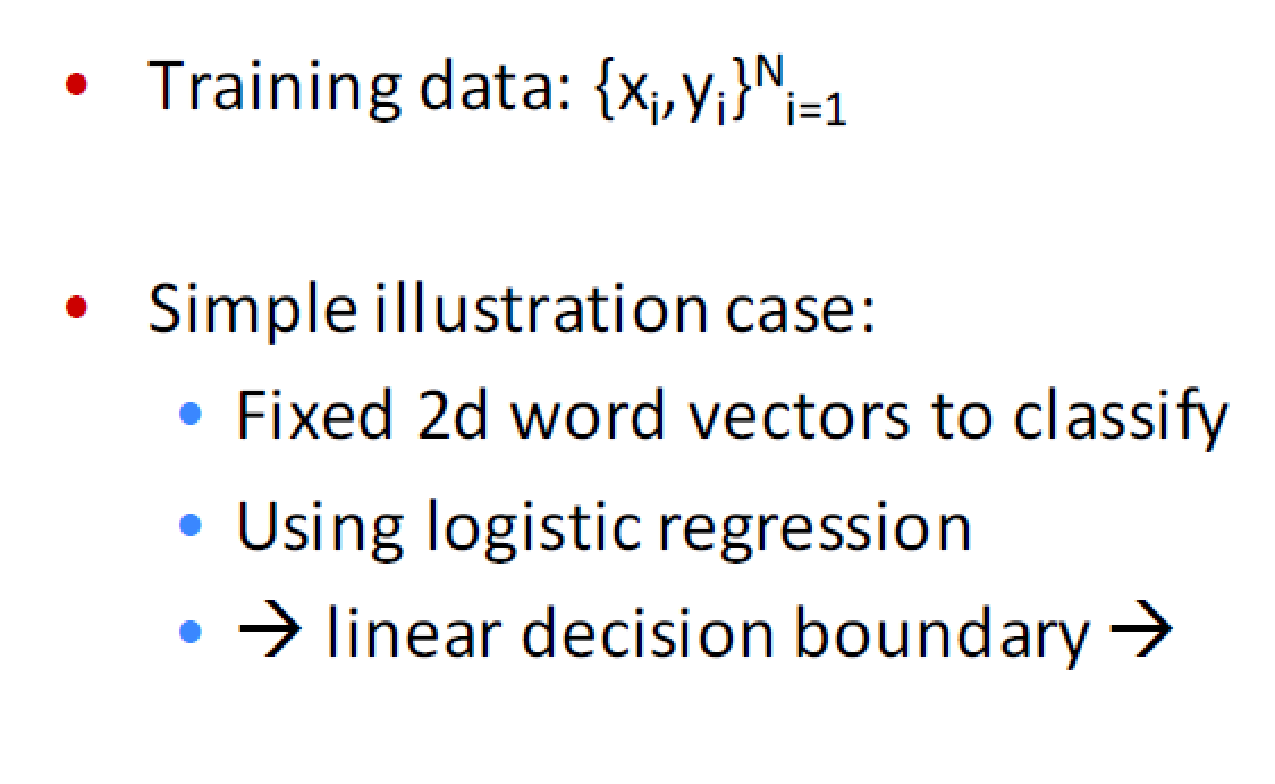 • Training data: {xᵢ,yᵢ}ᴺᵢ₌₁
• Simple illustration case:
• Fixed 2d word vectors to classify
• Using logistic regression
• → linear decision boundary →